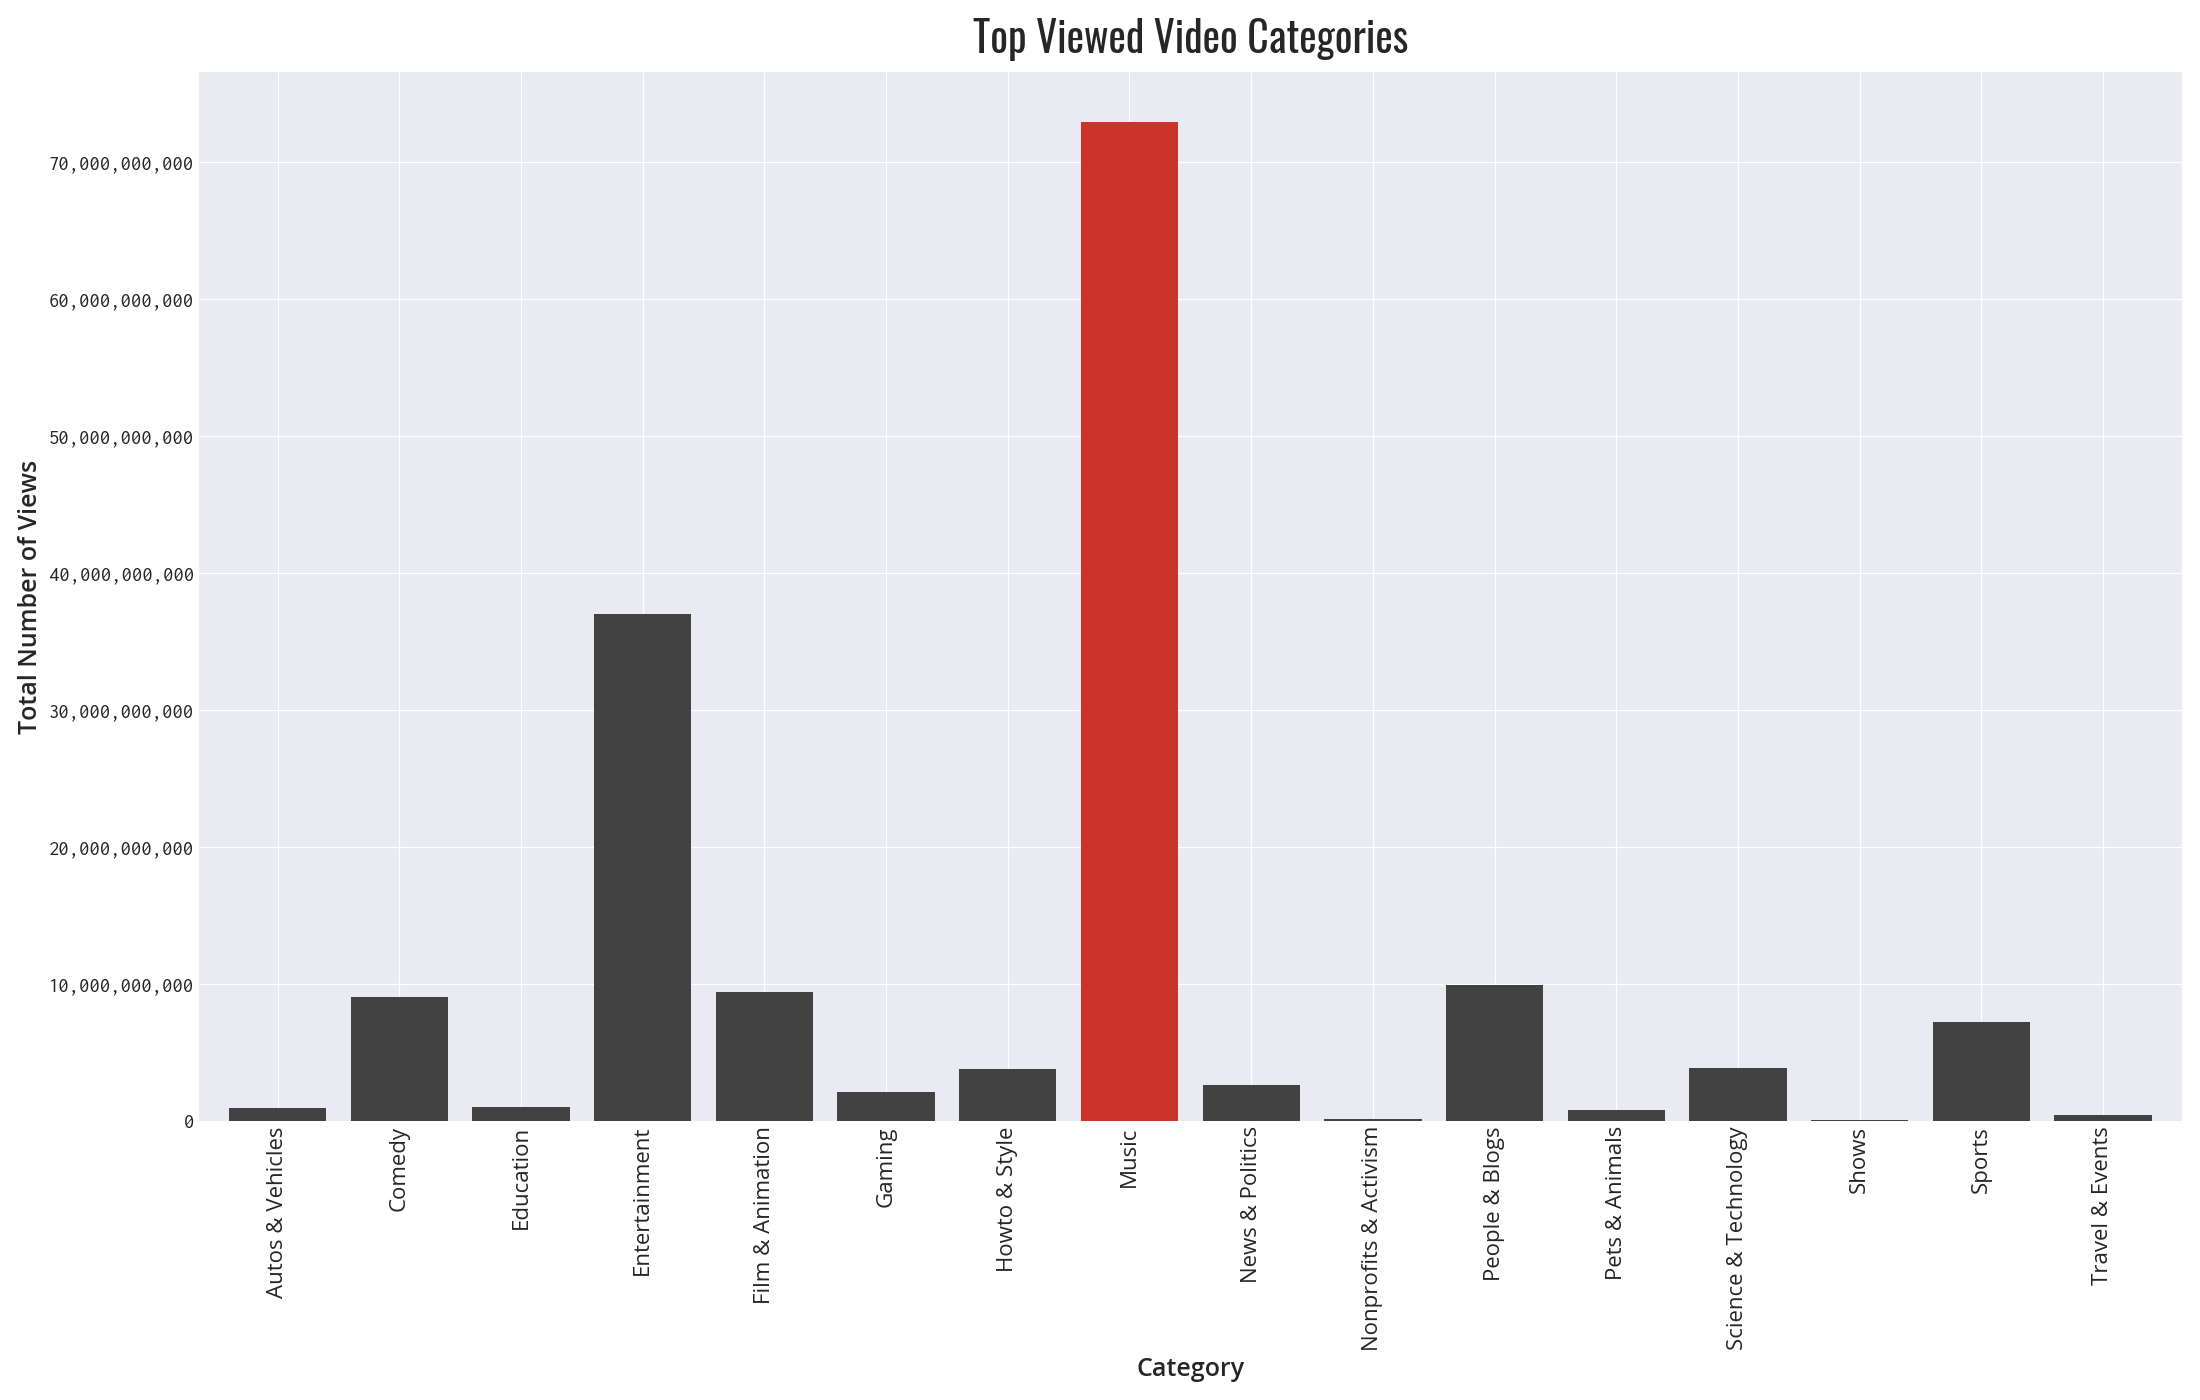 Top Viewed Video Categories
Total Number of Views
70,000,000,000
60,000,000,000
50,000,000,000
40,000,000,000
30,000,000,000
20,000,000,000
10,000,000,000
0
Autos & Vehicles
Comedy
Education
Entertainment
Film & Animation
Gaming
Howto & Style
Music
News & Politics
Nonprofits & Activism
People & Blogs
Pets & Animals
Science & Technology
Shows
Sports
Travel & Events
Category